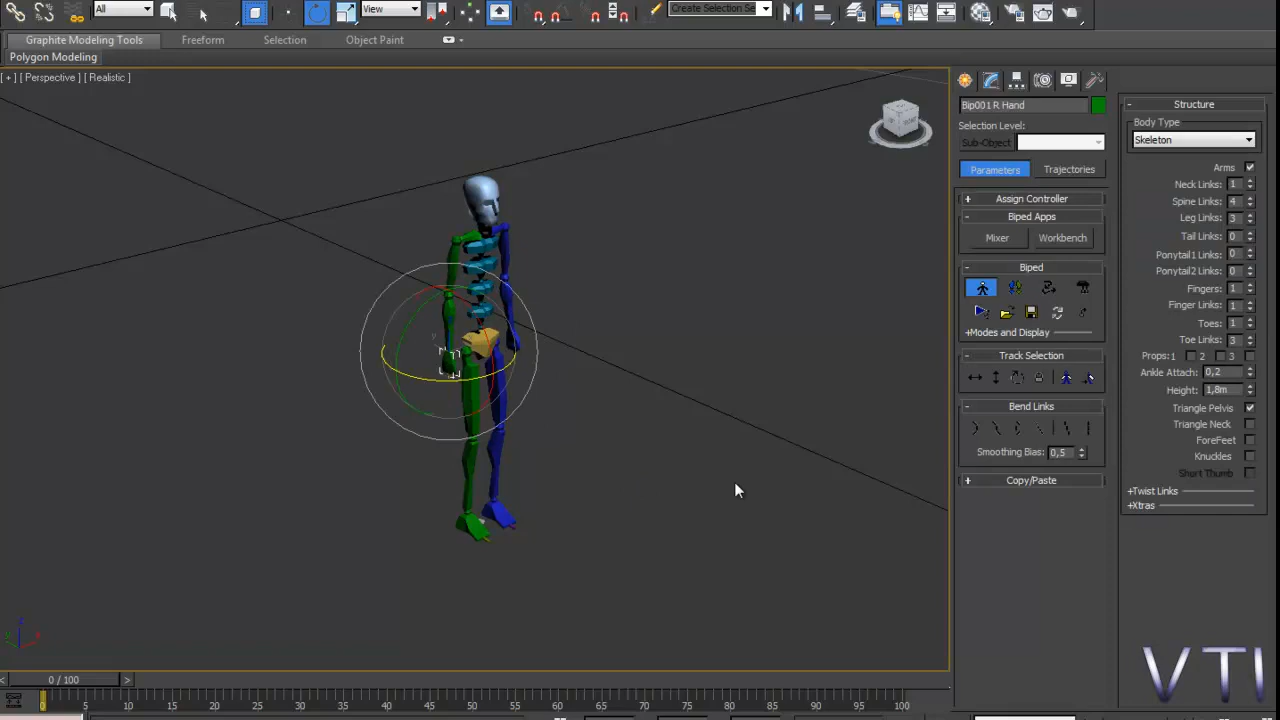 All
View
Create Selection Se
Graphite Modeling Tools
Freeform
Selection
Object Paint
Polygon Modeling
[ + ] [ Perspective ] [ Realistic ]
Bip001 R Hand
Selection Level:
Sub-Object
Parameters
Trajectories
+ Assign Controller
- Biped Apps
Mixer
Workbench
- Biped
+Modes and Display
- Track Selection
- Bend Links
Smoothing Bias: 0,5
+ Copy/Paste
- Structure
Body Type
Skeleton
Arms
Neck Links: 1
Spine Links: 4
Leg Links: 3
Tail Links: 0
Ponytail1 Links: 0
Ponytail2 Links: 0
Fingers: 1
Finger Links: 1
Toes: 1
Toe Links: 3
Props: 1 2 3
Ankle Attach: 0,2
Height: 1,8m
Triangle Pelvis
Triangle Neck
ForeFeet
Knuckles
Short Thumb
+Twist Links
+Xtras
VTI
< 0 / 100 >
0 5 10 15 20 25 30 35 40 45 50 55 60 65 70 75 80 85 90 95 100